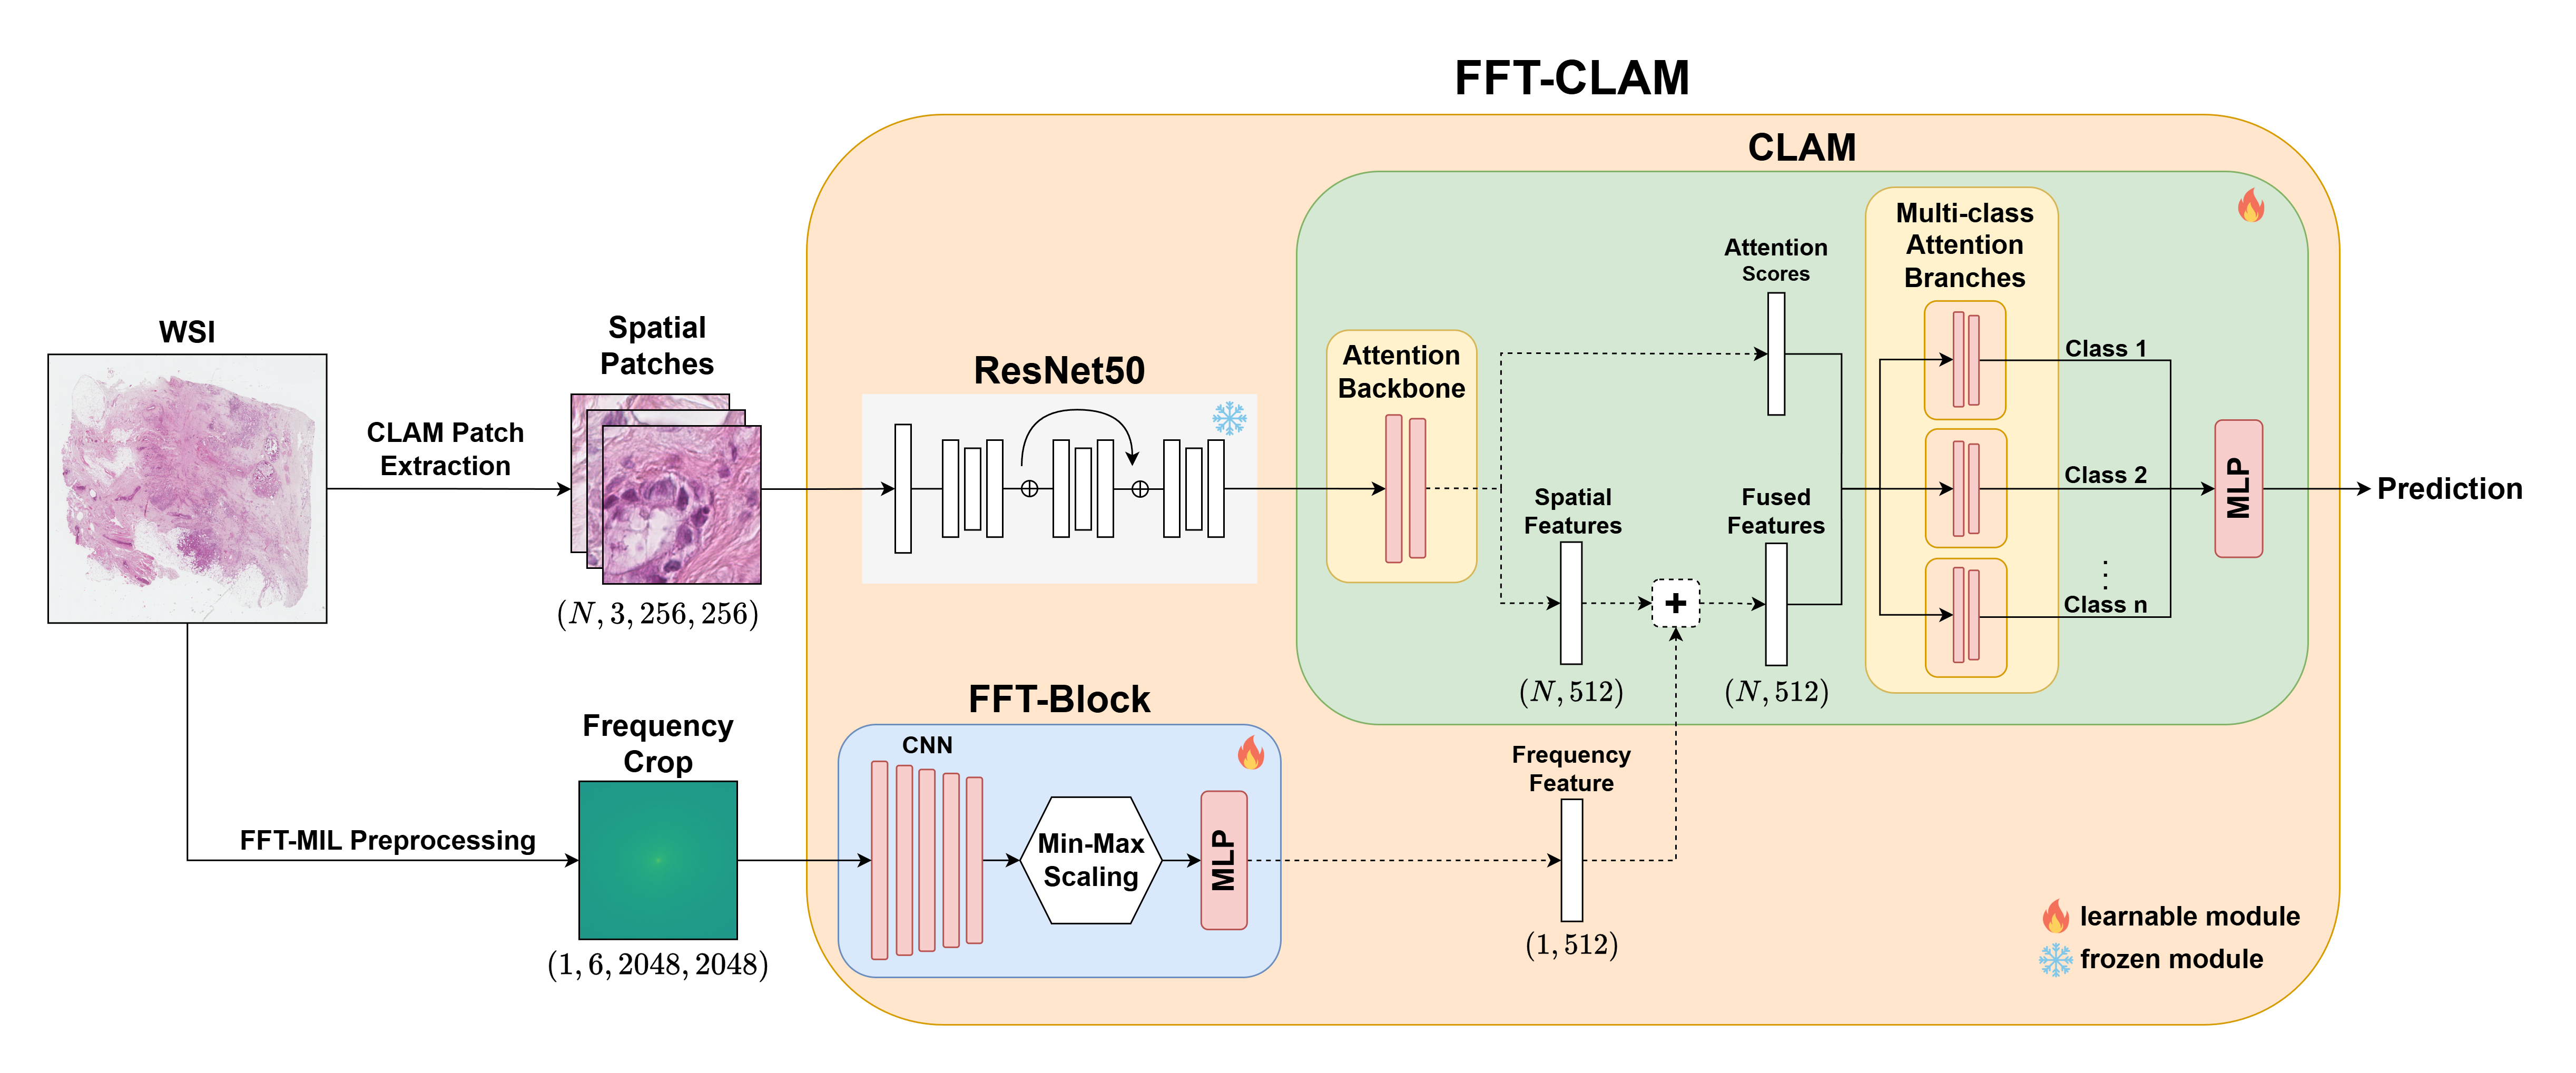 FFT-CLAM
CLAM
WSI
CLAM Patch
Extraction
Spatial
Patches
(N, 3, 256, 256)
ResNet50
Attention
Backbone
Attention
Scores
Spatial
Features
(N, 512)
Fused
Features
(N, 512)
+
Multi-class
Attention
Branches
Class 1
Class 2
Class n
MLP
Prediction
FFT-MIL Preprocessing
Frequency
Crop
(1, 6, 2048, 2048)
FFT-Block
CNN
Min-Max
Scaling
MLP
Frequency
Feature
(1, 512)
learnable module
frozen module